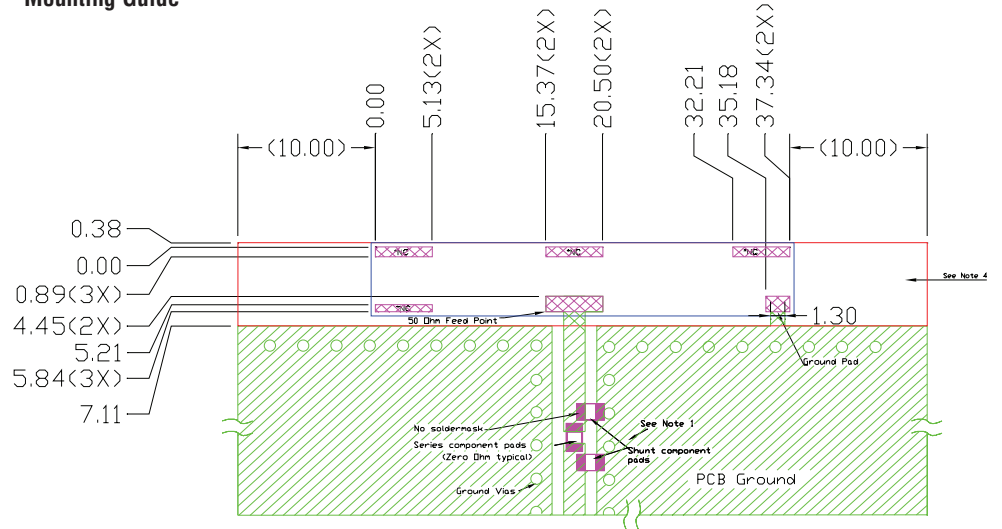 Mounting Guide
0.00
5.13(2X)
15.37(2X)
20.50(2X)
32.21
35.18
37.34(2X)
(10.00)
(10.00)
0.38
0.00
0.89(3X)
4.45(2X)
5.21
5.84(3X)
7.11
*NC
*NC
*NC
*NC
See Note 4
50 Ohm Feed Point
1.30
Ground Pad
No soldermask
See Note 1
Series component pads
(Zero Ohm typical)
Shunt component
pads
Ground Vias
PCB Ground